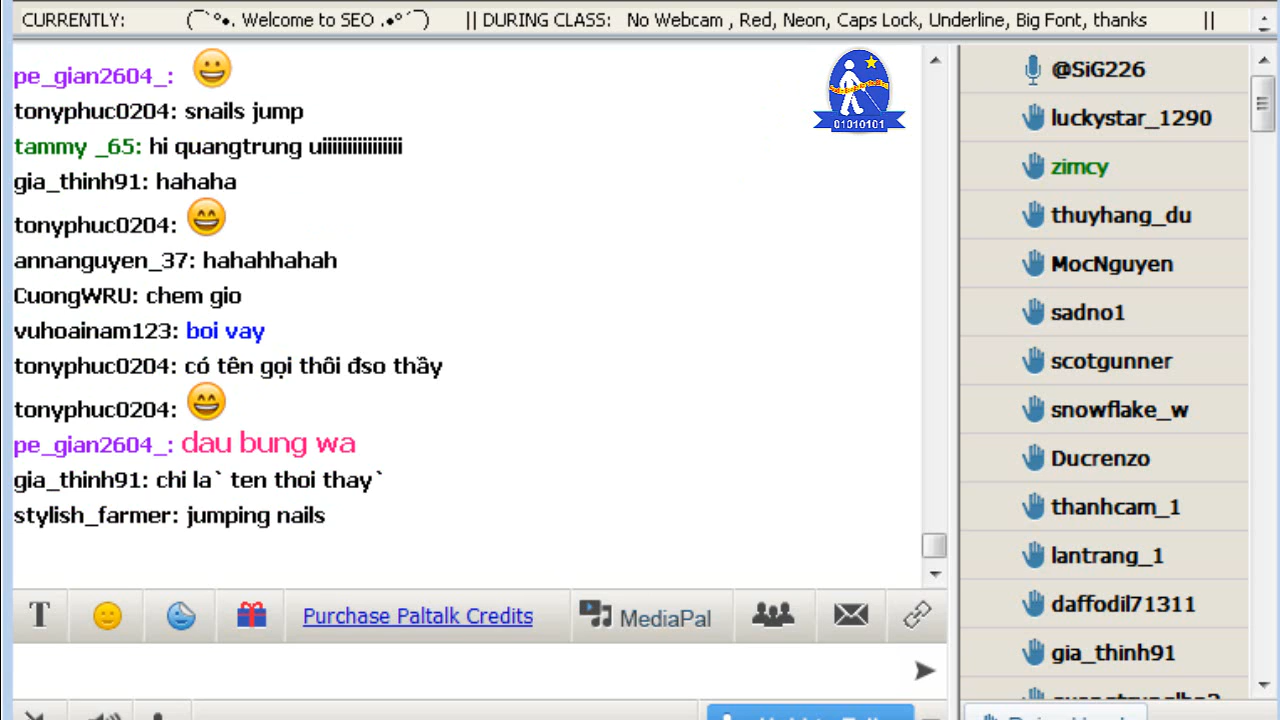 CURRENTLY: (¯`º•. Welcome to SEO .•º´¯) || DURING CLASS: No Webcam , Red, Neon, Caps Lock, Underline, Big Font, thanks ||
pe_gian2604_:
tonyphuc0204: snails jump
tammy _65: hi quangtrung uiiiiiiiiiiiiiiii
gia_thinh91: hahaha
tonyphuc0204:
annanguyen_37: hahahhahah
CuongWRU: chem gio
vuhoainam123: boi vay
tonyphuc0204: có tên gọi thôi đso thầy
tonyphuc0204:
pe_gian2604_: dau bung wa
gia_thinh91: chi la` ten thoi thay`
stylish_farmer: jumping nails
01010101
@SiG226
luckystar_1290
zimcy
thuyhang_du
MocNguyen
sadno1
scotgunner
snowflake_w
Ducrenzo
thanhcam_1
lantrang_1
daffodil71311
gia_thinh91
T
Purchase Paltalk Credits
MediaPal